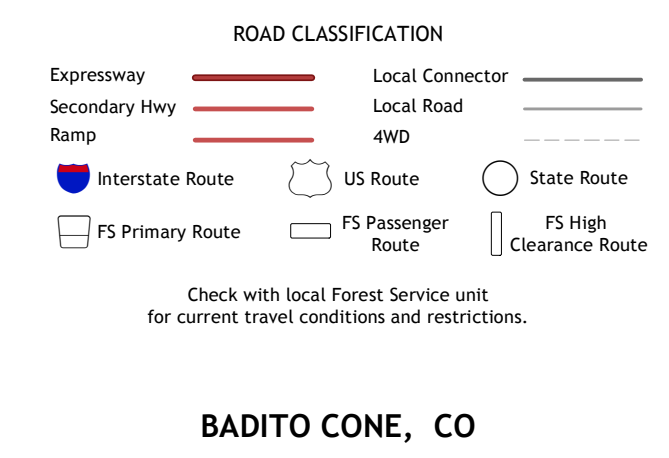 ROAD CLASSIFICATION
Expressway
Local Connector
Secondary Hwy
Local Road
Ramp
4WD
Interstate Route
US Route
State Route
FS Primary Route
FS Passenger
Route
FS High
Clearance Route
Check with local Forest Service unit
for current travel conditions and restrictions.
BADITO CONE, CO